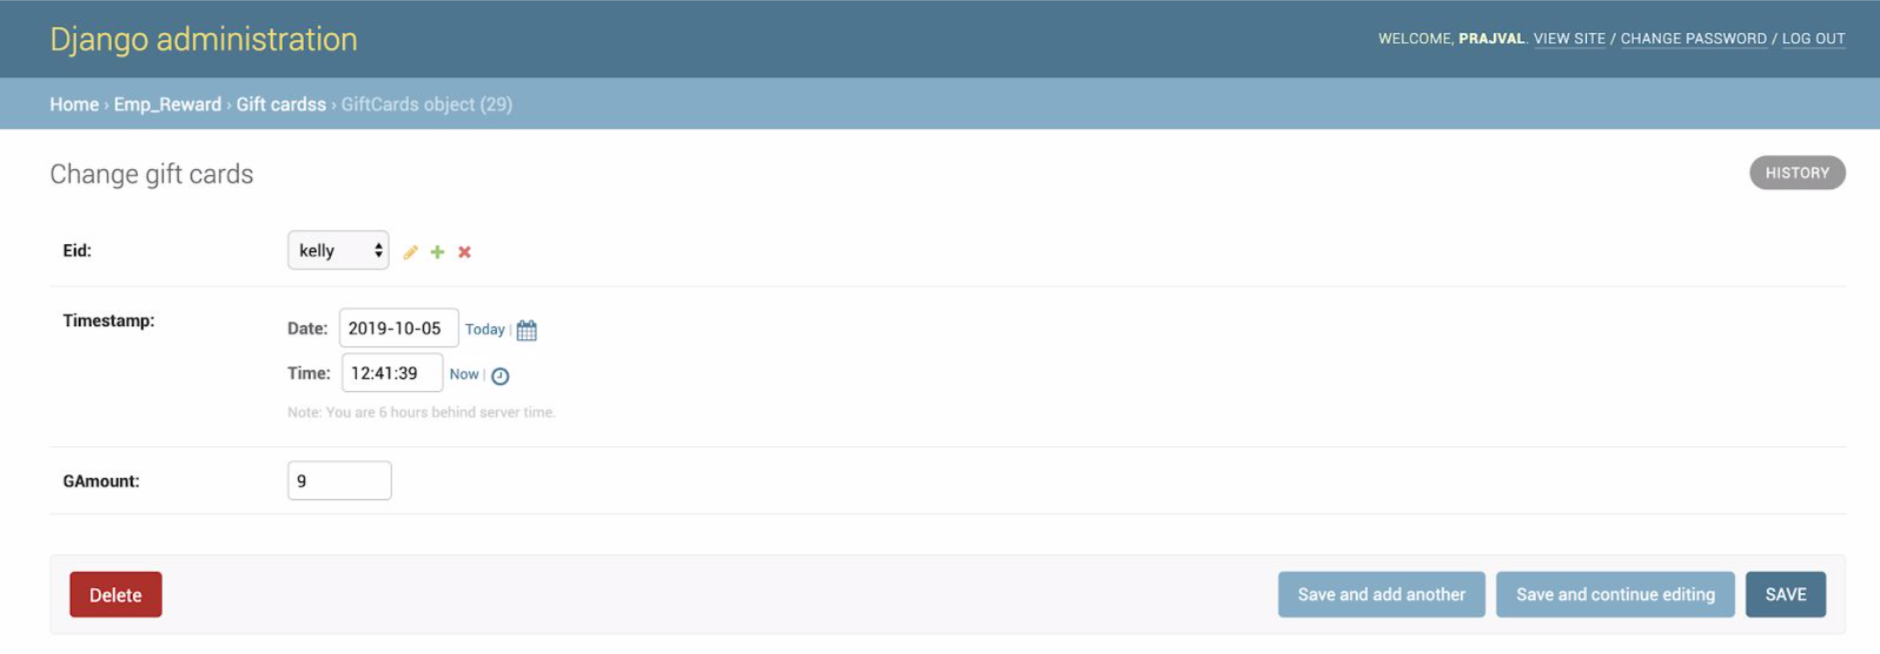 Django administration
WELCOME, PRAJVAL. VIEW SITE / CHANGE PASSWORD / LOG OUT
Home › Emp_Reward › Gift cardss › GiftCards object (29)
Change gift cards
HISTORY
Eid: kelly
Timestamp:
Date: 2019-10-05 Today |
Time: 12:41:39 Now |
Note: You are 6 hours behind server time.
GAmount: 9
Delete Save and add another Save and continue editing SAVE